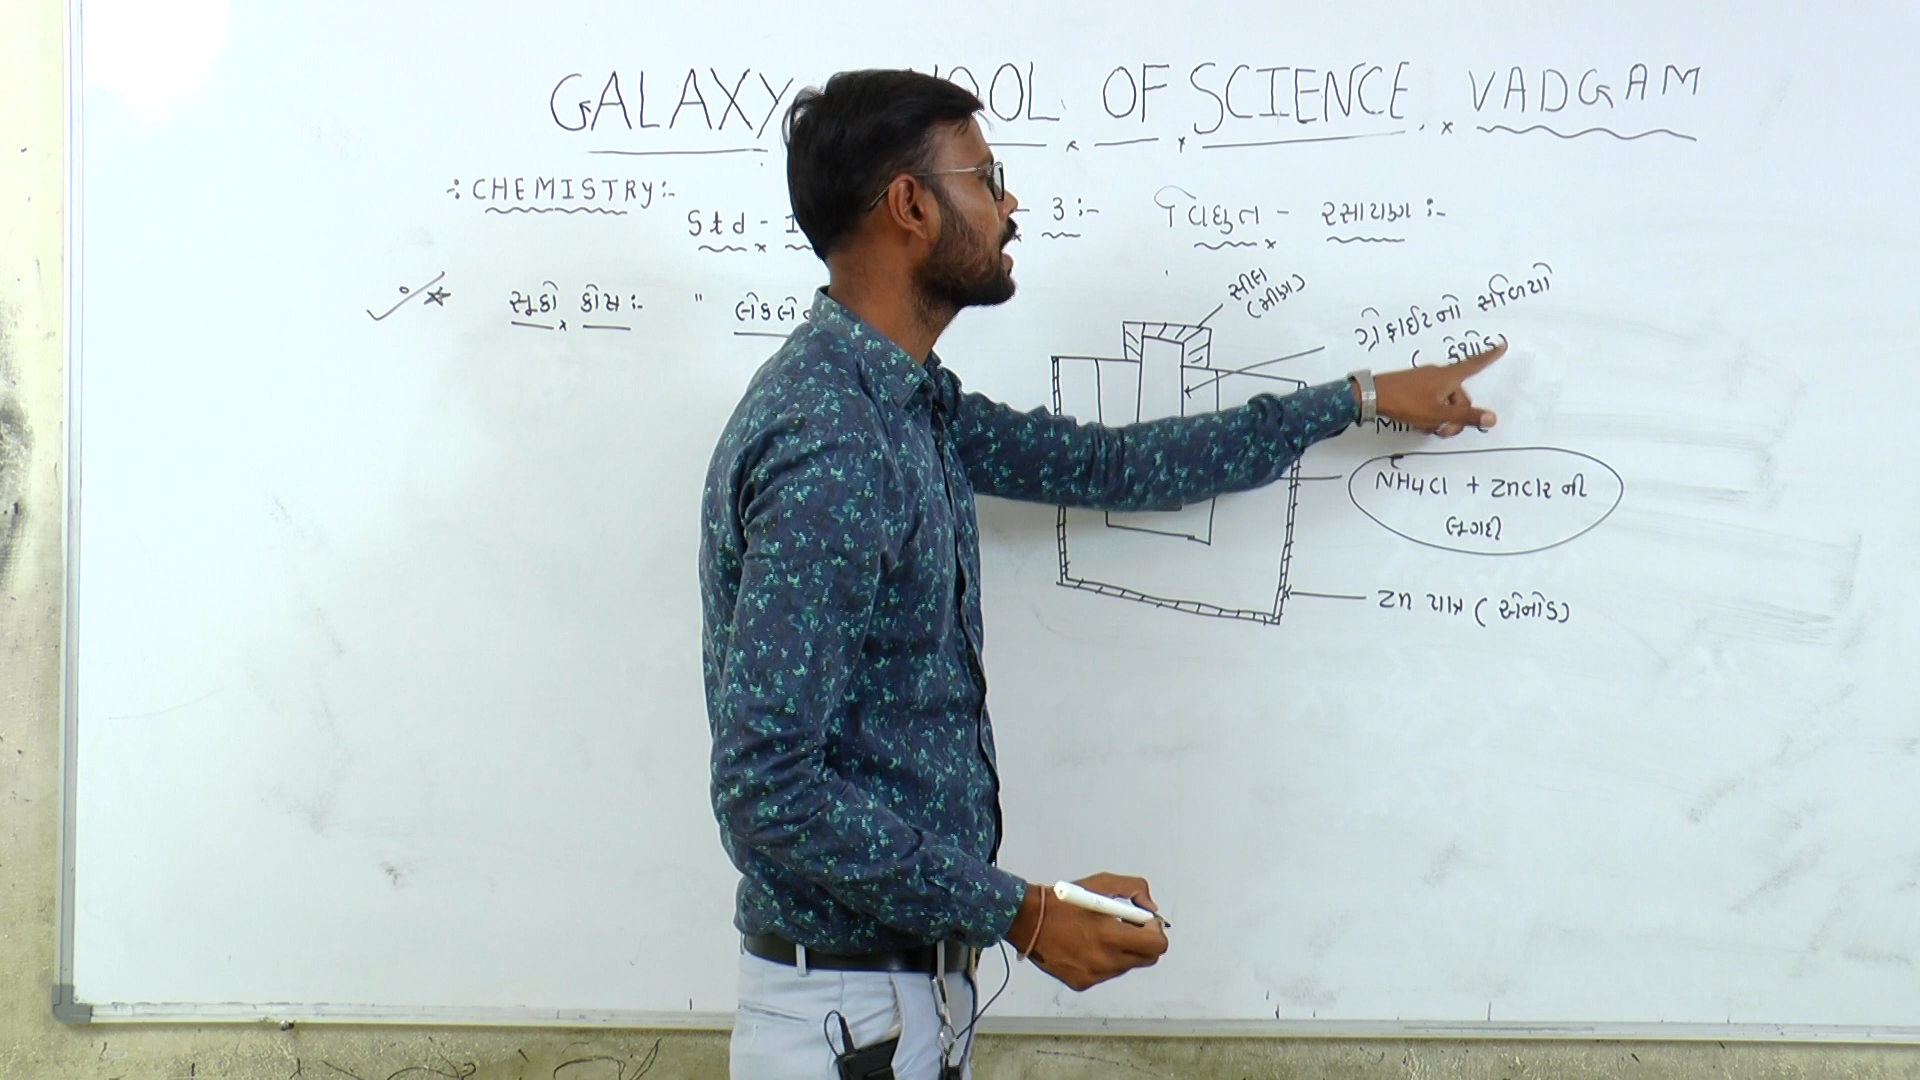 GALAXY OOL OF SCIENCE VADGAM
-: CHEMISTRY :-
Std - 1 - 3 :- વિદ્યુત - રસાયણ :-
સૂકો કોષ :- " લેકલે
સીલ
(મીણ)
ગ્રેફાઈટનો સળિયો
( કેથોડ)
NH4Cl + ZnCl2 ની
લૂગદી
Zn પાત્ર ( એનોડ)